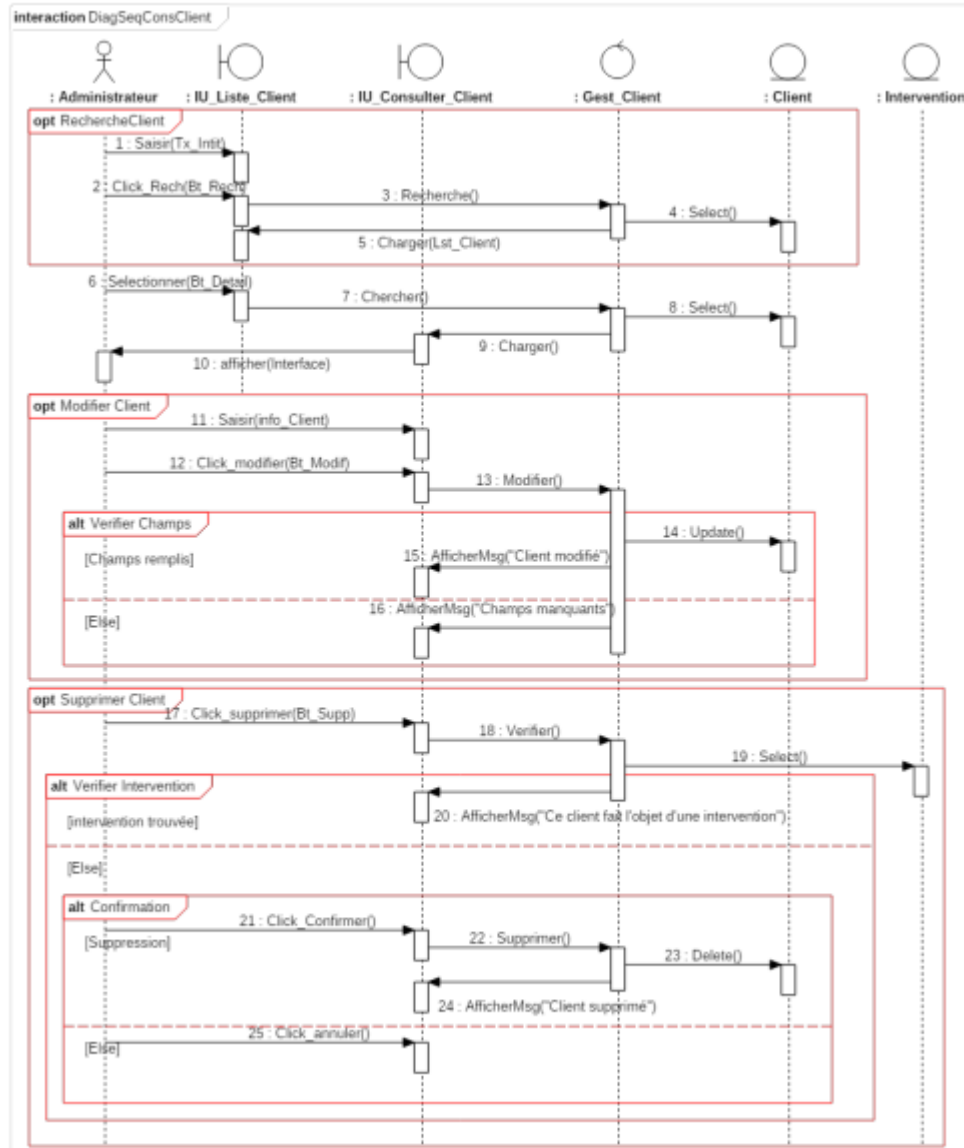 interaction DiagSeqConsClient
: Administrateur
: IU_Liste_Client
: IU_Consulter_Client
: Gest_Client
: Client
: Intervention
opt RechercheClient
1 : Saisir(Tx_Intit)
2 : Click_Rech(Bt_Rech)
3 : Recherche()
4 : Select()
5 : Charger(Lst_Client)
6 : Selectionner(Bt_Detail)
7 : Chercher()
8 : Select()
9 : Charger()
10 : afficher(Interface)
opt Modifier Client
11 : Saisir(info_Client)
12 : Click_modifier(Bt_Modif)
13 : Modifier()
alt Verifier Champs
14 : Update()
[Champs remplis]
15 : AfficherMsg("Client modifié")
16 : AfficherMsg("Champs manquants")
[Else]
opt Supprimer Client
17 : Click_supprimer(Bt_Supp)
18 : Verifier()
19 : Select()
alt Verifier Intervention
[intervention trouvée]
20 : AfficherMsg("Ce client fait l'objet d'une intervention")
[Else]
alt Confirmation
21 : Click_Confirmer()
[Suppression]
22 : Supprimer()
23 : Delete()
24 : AfficherMsg("Client supprimé")
25 : Click_annuler()
[Else]